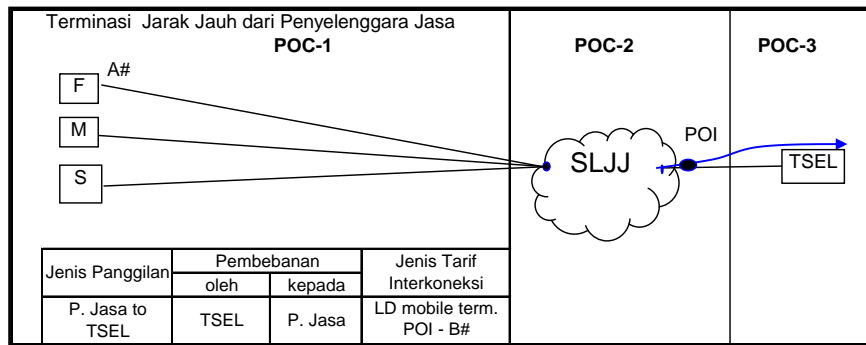 Terminasi Jarak Jauh dari Penyelenggara Jasa
POC-1
POC-2
POC-3
A#
F
M
S
SLJJ
POI
TSEL
Jenis Panggilan
Pembebanan
oleh
kepada
Jenis Tarif
Interkoneksi
P. Jasa to
TSEL
TSEL
P. Jasa
LD mobile term.
POI - B#